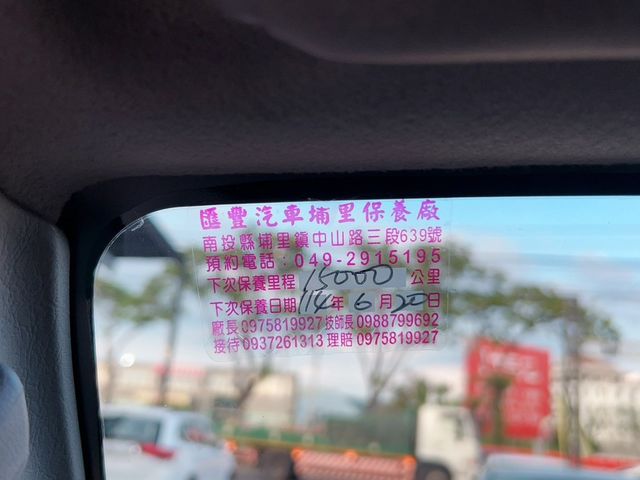 匯豐汽車埔里保養廠
南投縣埔里鎮中山路三段639號
預約電話：049-2915195
下次保養里程 15000 公里
下次保養日期 114 年 6 月 20 日
廠長0975819927技師長0988799692
接待0937261313理賠0975819927